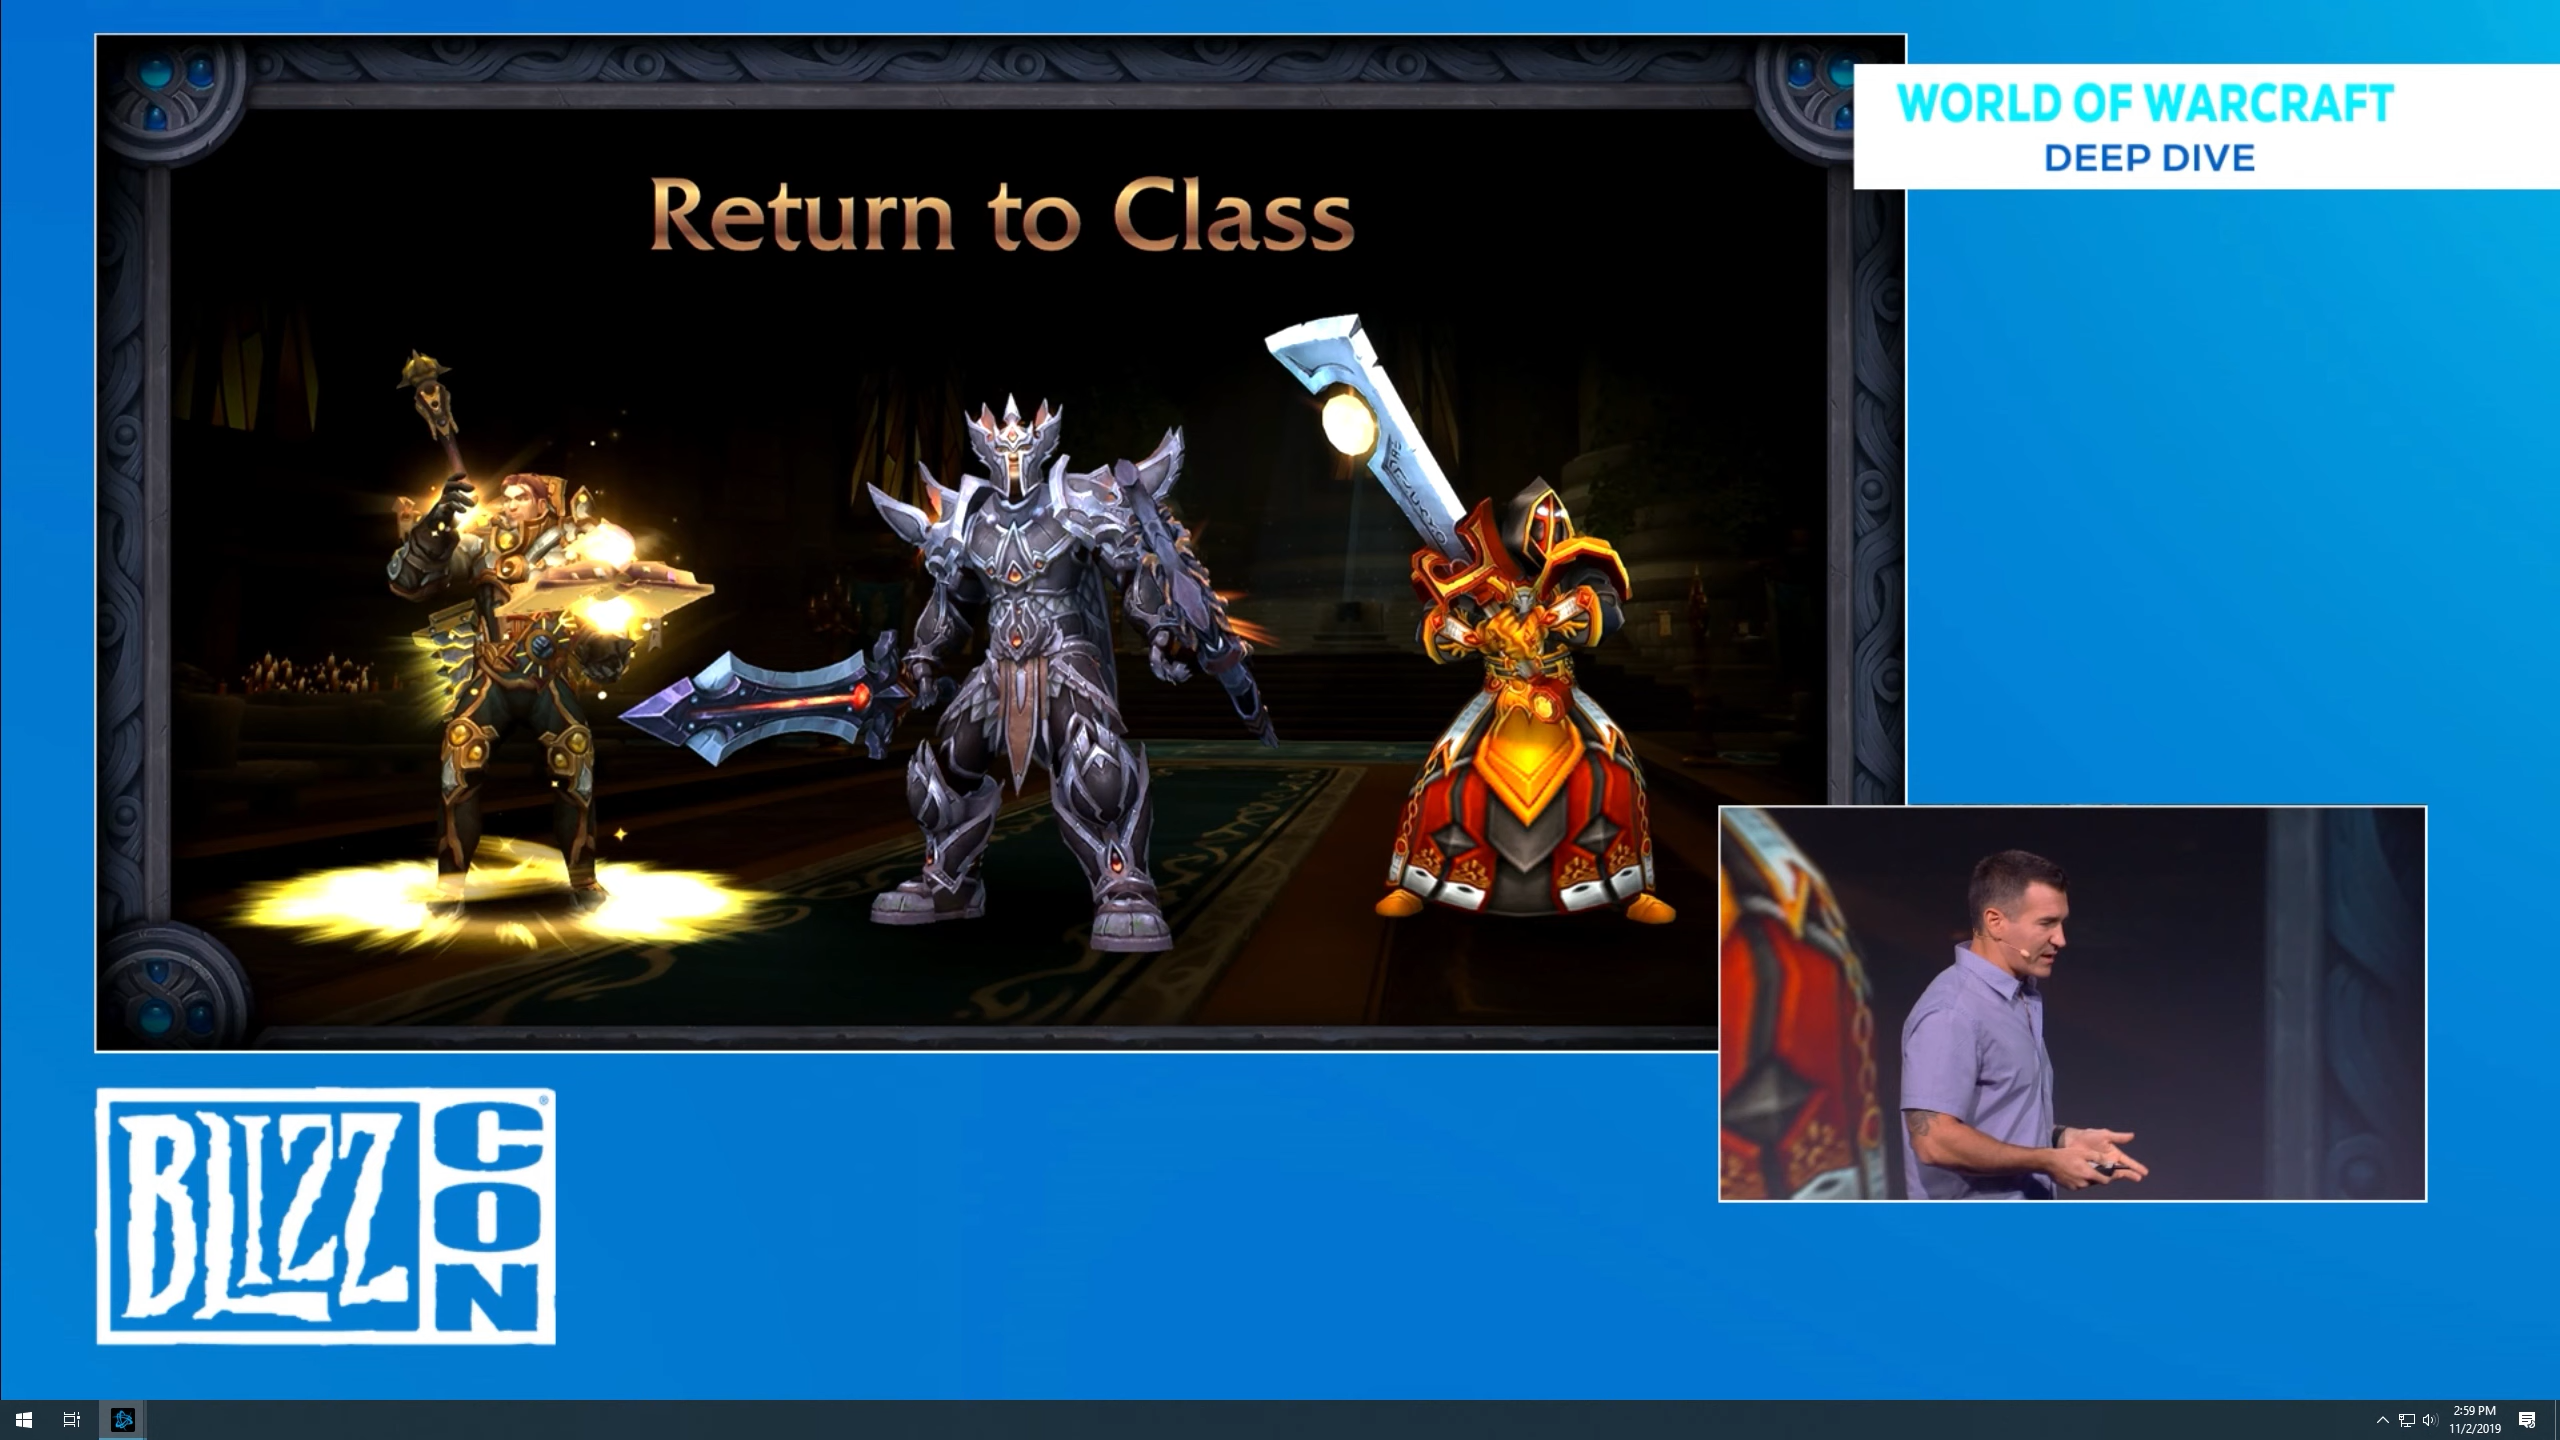 Return to Class
WORLD OF WARCRAFT
DEEP DIVE
BLIZZ
CON
®
2:59 PM
11/2/2019